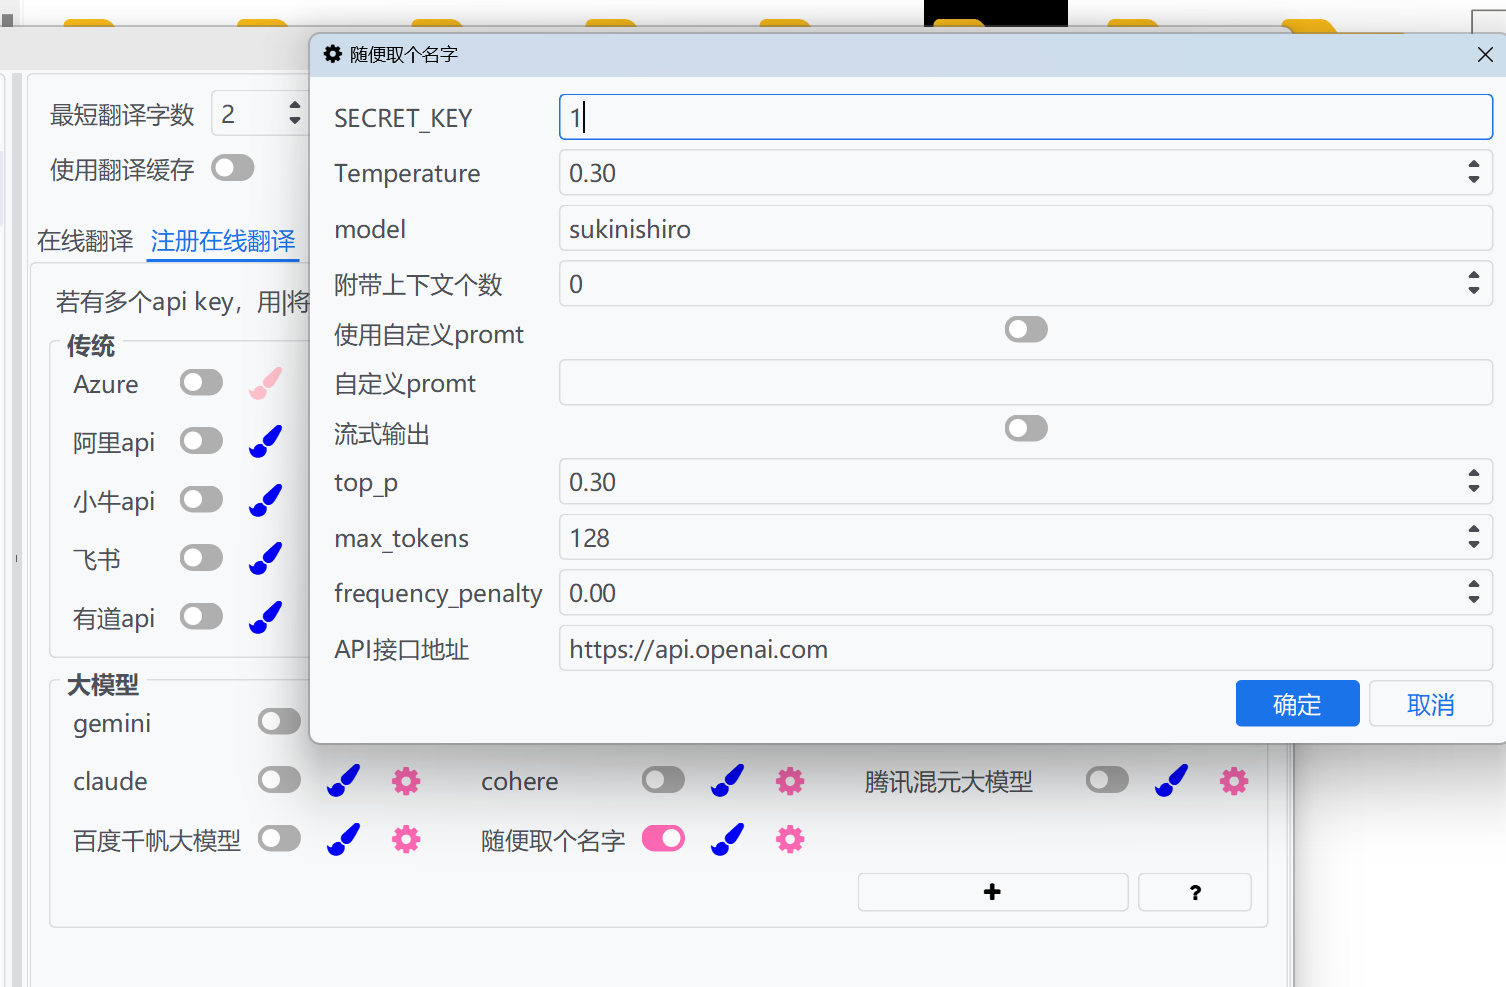 随便取个名字
最短翻译字数 2
使用翻译缓存
在线翻译 注册在线翻译
若有多个api key，用|将
传统
Azure
阿里api
小牛api
飞书
有道api
大模型
gemini
SECRET_KEY 1
Temperature 0.30
model sukinishiro
附带上下文个数 0
使用自定义promt
自定义promt
流式输出
top_p 0.30
max_tokens 128
frequency_penalty 0.00
API接口地址 https://api.openai.com
确定 取消
claude cohere 腾讯混元大模型
百度千帆大模型 随便取个名字
+ ?